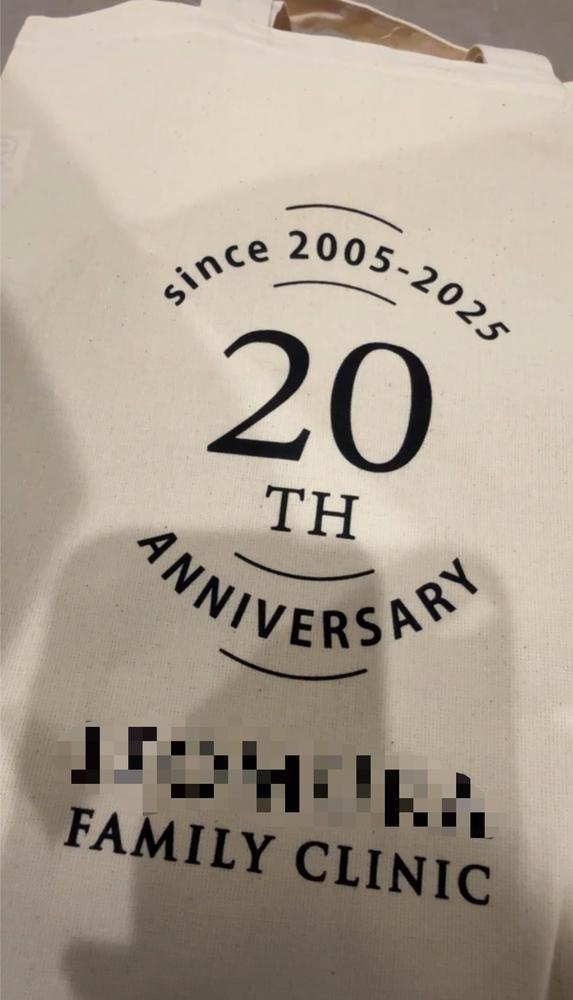 since 2005-2025
20
TH
ANNIVERSARY
FAMILY CLINIC